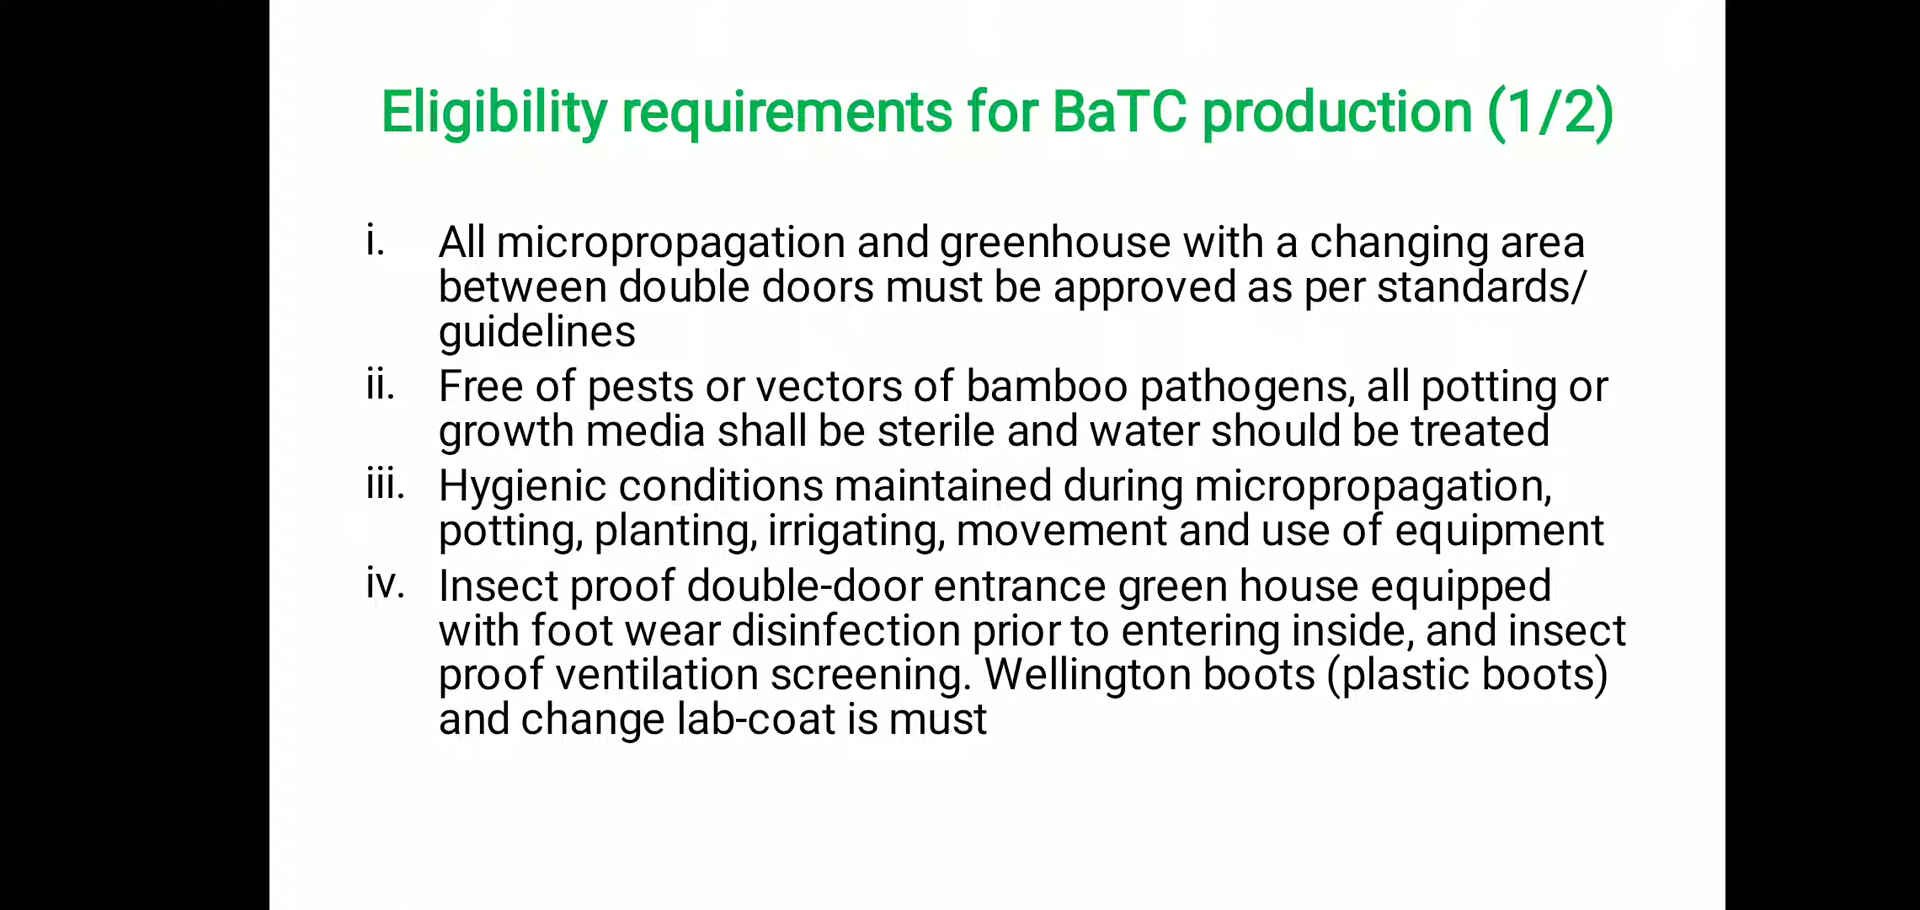 Eligibility requirements for BaTC production (1/2)
i. All micropropagation and greenhouse with a changing area
between double doors must be approved as per standards/
guidelines
ii. Free of pests or vectors of bamboo pathogens, all potting or
growth media shall be sterile and water should be treated
iii. Hygienic conditions maintained during micropropagation,
potting, planting, irrigating, movement and use of equipment
iv. Insect proof double-door entrance green house equipped
with foot wear disinfection prior to entering inside, and insect
proof ventilation screening. Wellington boots (plastic boots)
and change lab-coat is must